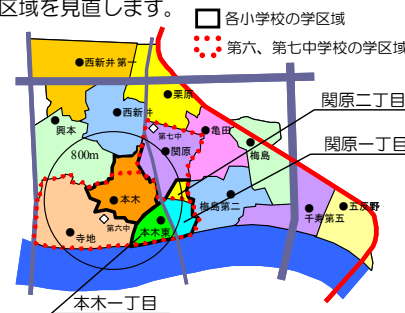 区域を見直します。
各小学校の学区域
第六、第七中学校の学区域
西新井第一
栗原
西新井
関原二丁目
興本
第七中
亀田
関原
梅島
関原一丁目
800m
本木
梅島第二
五反野
千寿第五
第六中
寺地
本木東
本木一丁目